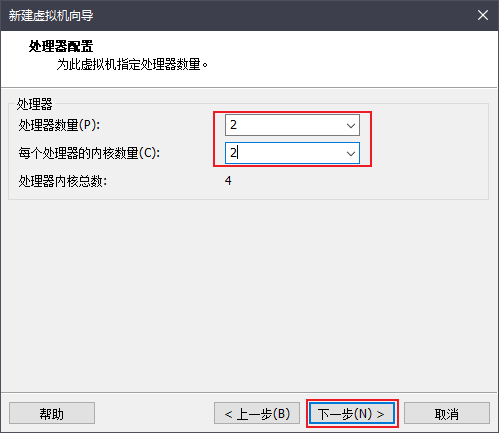 新建虚拟机向导
处理器配置
为此虚拟机指定处理器数量。
处理器
处理器数量(P):
2
每个处理器的内核数量(C):
2
处理器内核总数:
4
帮助
< 上一步(B)
下一步(N) >
取消